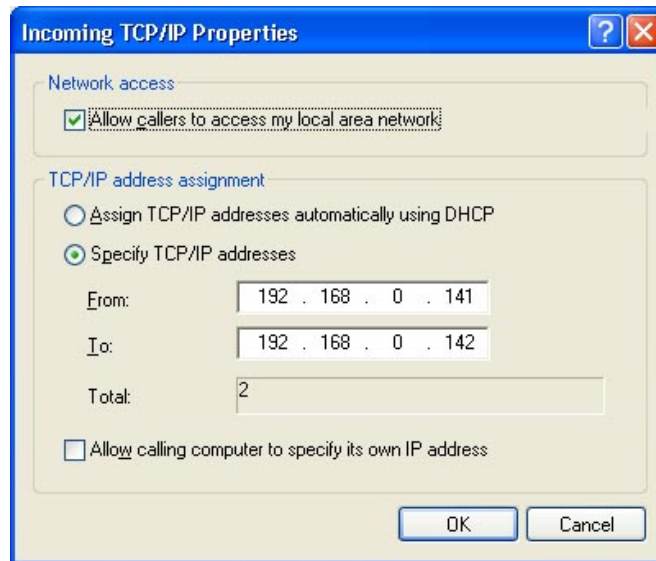 Incoming TCP/IP Properties
Network access
Allow callers to access my local area network
TCP/IP address assignment
Assign TCP/IP addresses automatically using DHCP
Specify TCP/IP addresses
From: 192 . 168 . 0 . 141
To: 192 . 168 . 0 . 142
Total: 2
Allow calling computer to specify its own IP address
OK Cancel